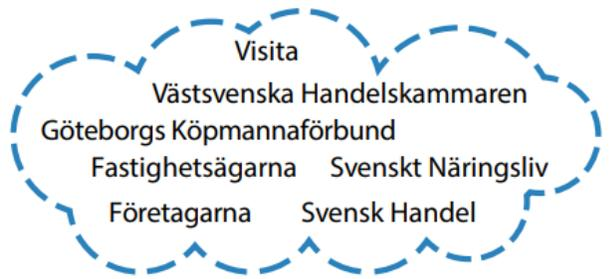 Visita
Västsvenska Handelskammaren
Göteborgs Köpmannaförbund
Fastighetsägarna Svenskt Näringsliv
Företagarna Svensk Handel